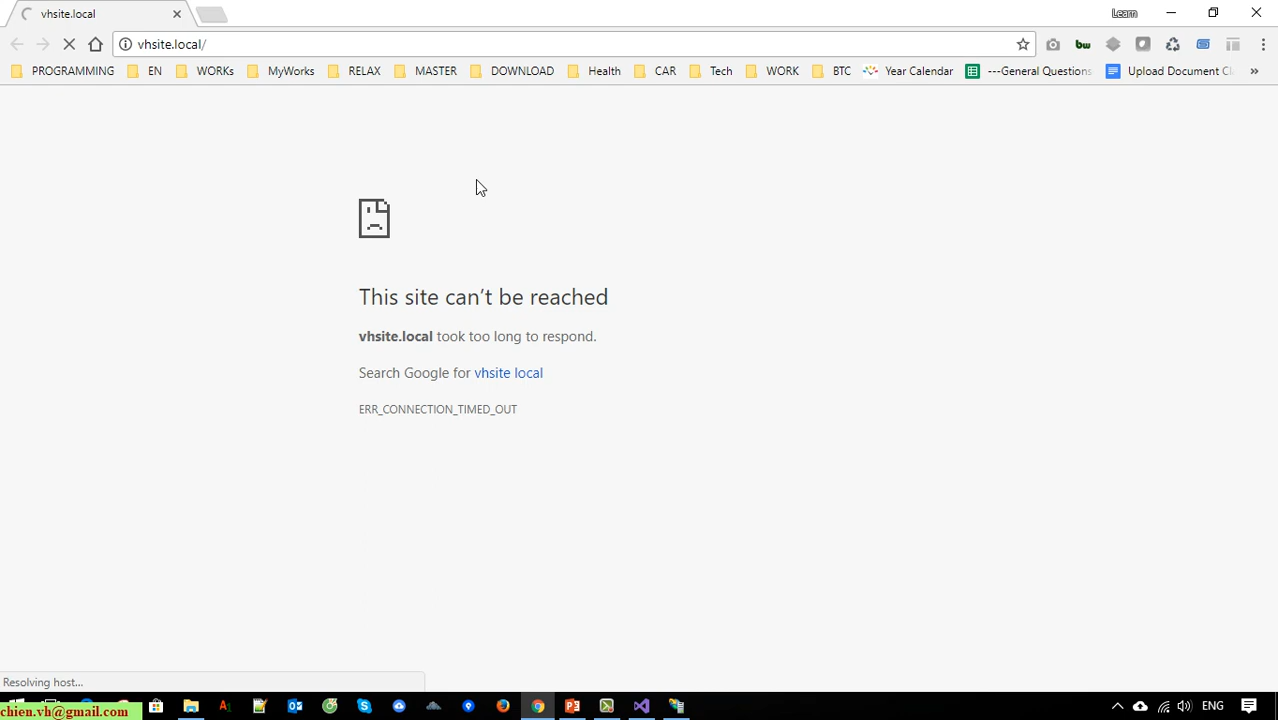 vhsite.local
Learn
vhsite.local/
PROGRAMMING EN WORKs MyWorks RELAX MASTER DOWNLOAD Health CAR Tech WORK BTC Year Calendar ---General Questions Upload Document »
This site can't be reached
vhsite.local took too long to respond.
Search Google for vhsite local
ERR_CONNECTION_TIMED_OUT
Resolving host...
ENG
chien.vh@gmail.com